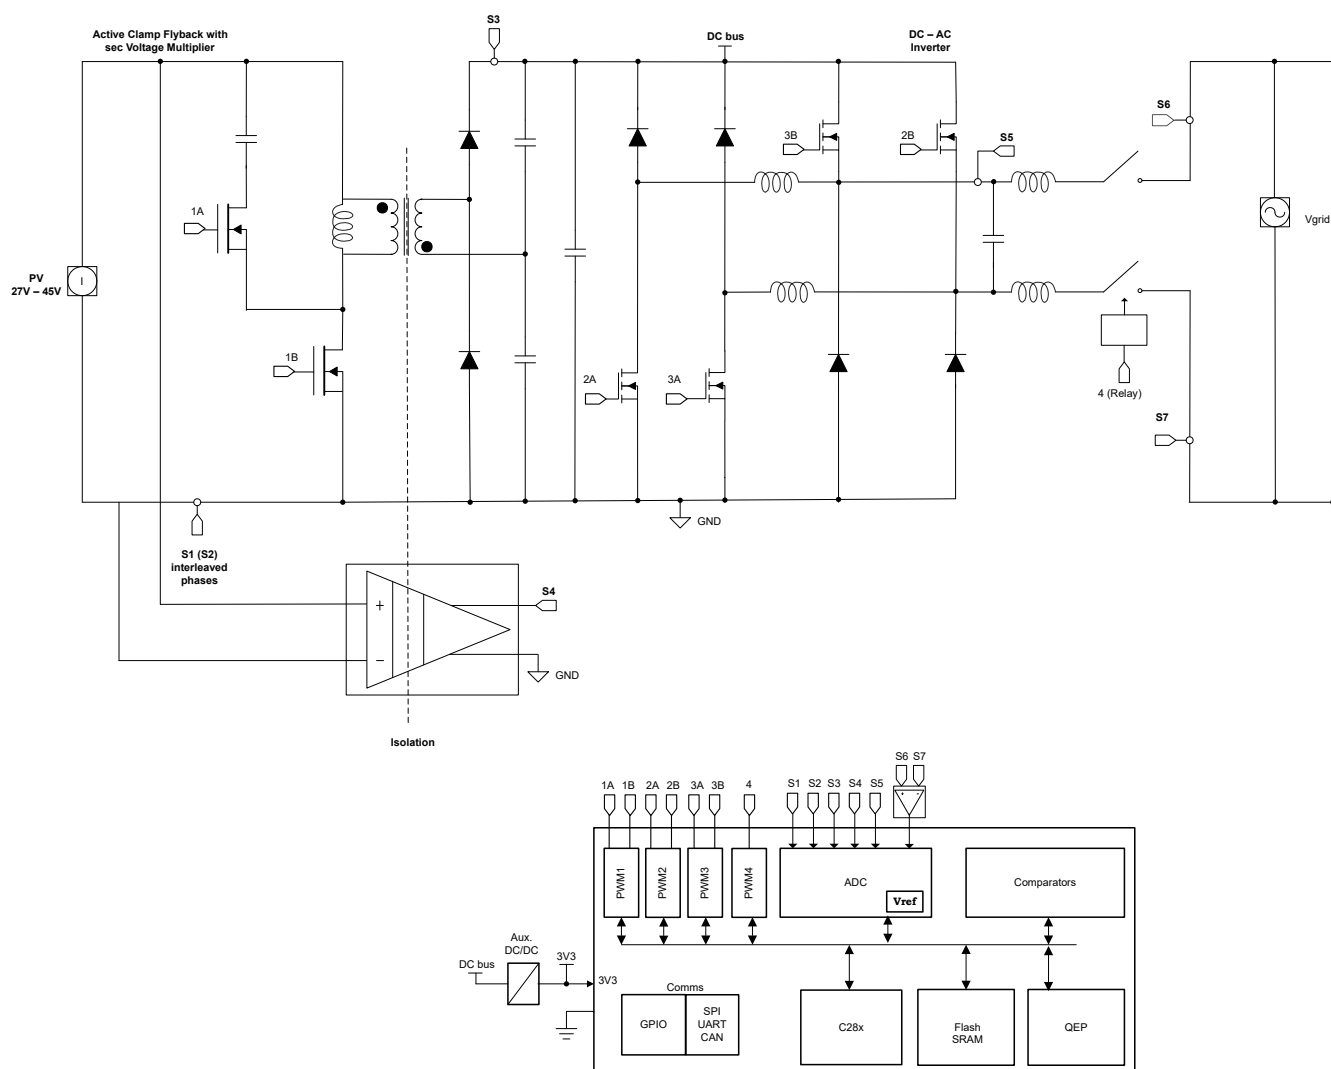 S3
Active Clamp Flyback with
sec Voltage Multiplier
DC bus
DC – AC
Inverter
S6
3B
2B
S5
1A
Vgrid
PV
27V – 45V
I
1B
2A
3A
4 (Relay)
S7
GND
S1 (S2)
interleaved
phases
+
S4
−
GND
Isolation
S6 S7
1A 1B 2A 2B 3A 3B 4 S1 S2 S3 S4 S5
+ -
PWM1
PWM2
PWM3
PWM4
ADC
Vref
Comparators
Aux.
DC/DC
DC bus
3V3
3V3
Comms
GPIO
SPI
UART
CAN
C28x
Flash
SRAM
QEP